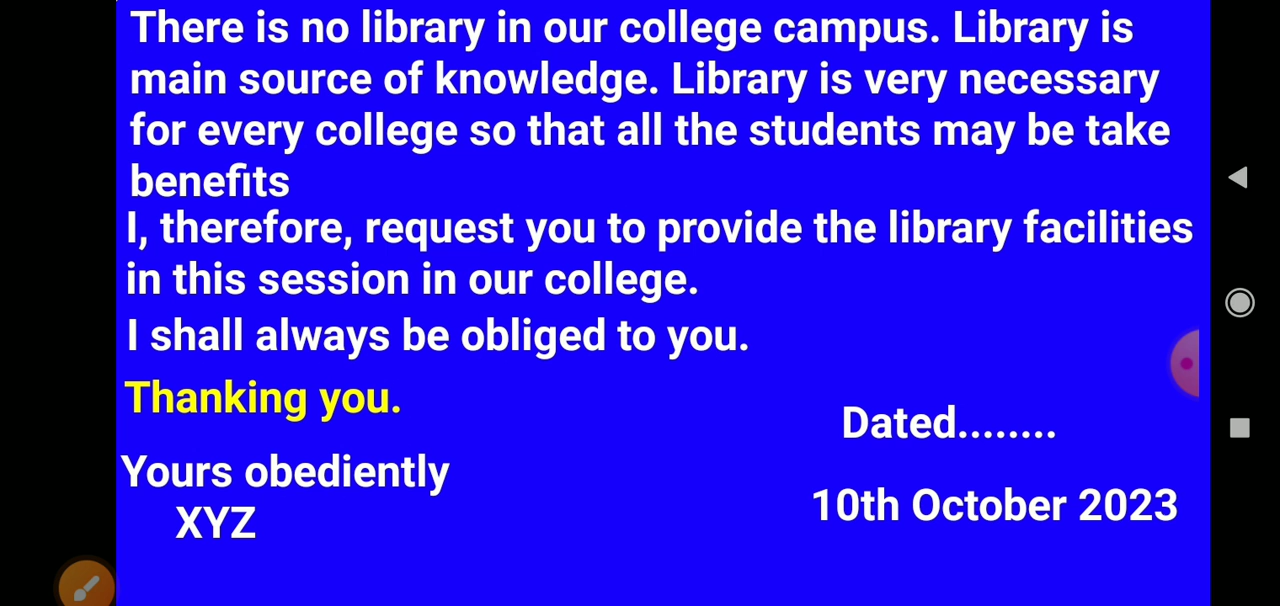 There is no library in our college campus. Library is
main source of knowledge. Library is very necessary
for every college so that all the students may be take
benefits
I, therefore, request you to provide the library facilities
in this session in our college.
I shall always be obliged to you.
Thanking you.
Dated........
Yours obediently
10th October 2023
XYZ